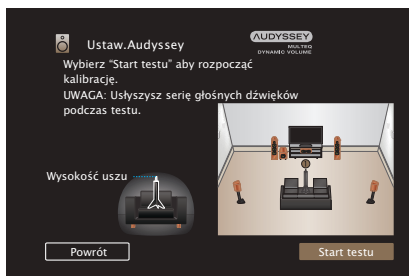 Ustaw.Audyssey
AUDYSSEY
MULTEQ
DYNAMIC VOLUME
Wybierz "Start testu" aby rozpocząć
kalibrację.
UWAGA: Usłyszysz serię głośnych dźwięków
podczas testu.
Wysokość uszu
Powrót
Start testu